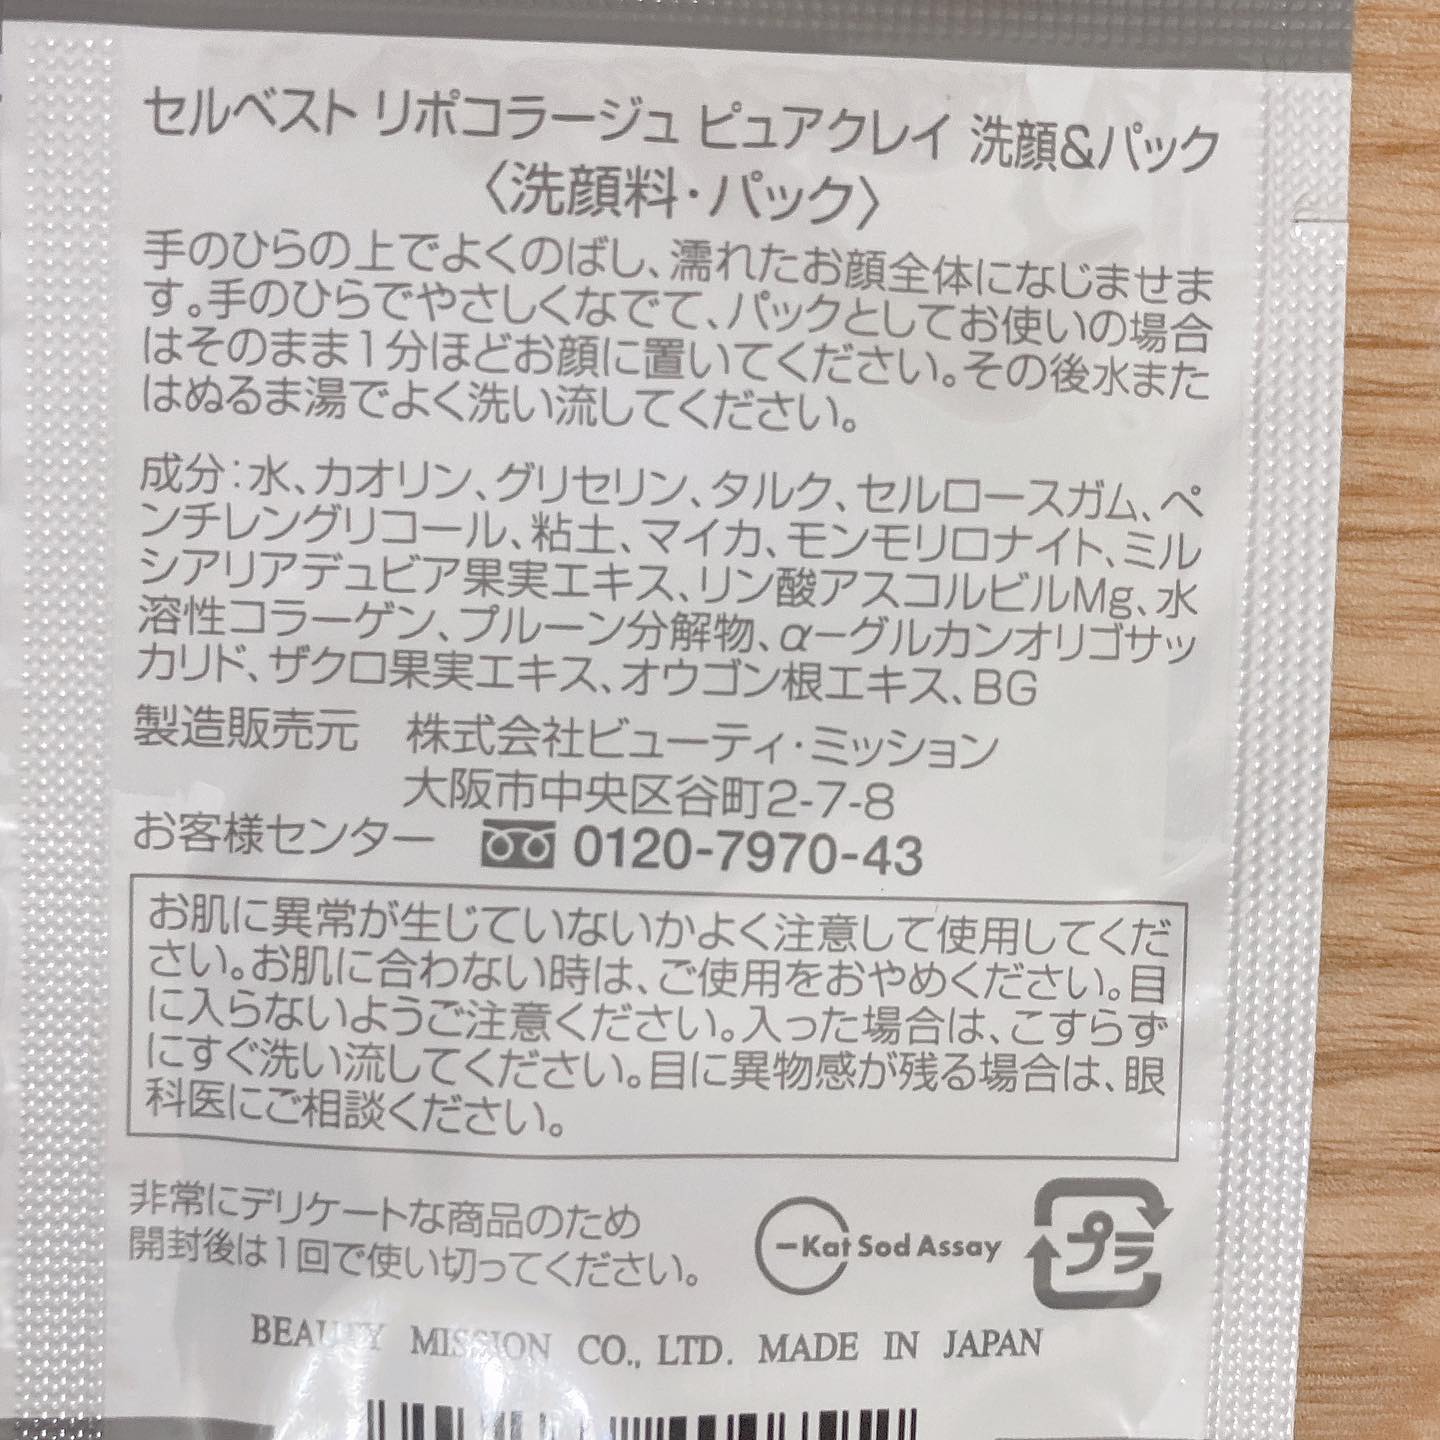 セルベスト リポコラージュ ピュアクレイ 洗顔&パック
〈洗顔料・パック〉
手のひらの上でよくのばし、濡れたお顔全体になじませま
す。手のひらでやさしくなでて、パックとしてお使いの場合
はそのまま1分ほどお顔に置いてください。その後水また
はぬるま湯でよく洗い流してください。
成分：水、カオリン、グリセリン、タルク、セルロースガム、ペ
ンチレングリコール、粘土、マイカ、モンモリロナイト、ミル
シアリアデュビア果実エキス、リン酸アスコルビルMg、水
溶性コラーゲン、プルーン分解物、α－グルカンオリゴサッ
カリド、ザクロ果実エキス、オウゴン根エキス、BG
製造販売元 株式会社ビューティ・ミッション
大阪市中央区谷町2-7-8
お客様センター 0120-7970-43
お肌に異常が生じていないかよく注意して使用してくだ
さい。お肌に合わない時は、ご使用をおやめください。目
に入らないようご注意ください。入った場合は、こすらず
にすぐ洗い流してください。目に異物感が残る場合は、眼
科医にご相談ください。
非常にデリケートな商品のため
開封後は1回で使い切ってください。
-Kat Sod Assay
プラ
BEAUTY MISSION CO., LTD. MADE IN JAPAN